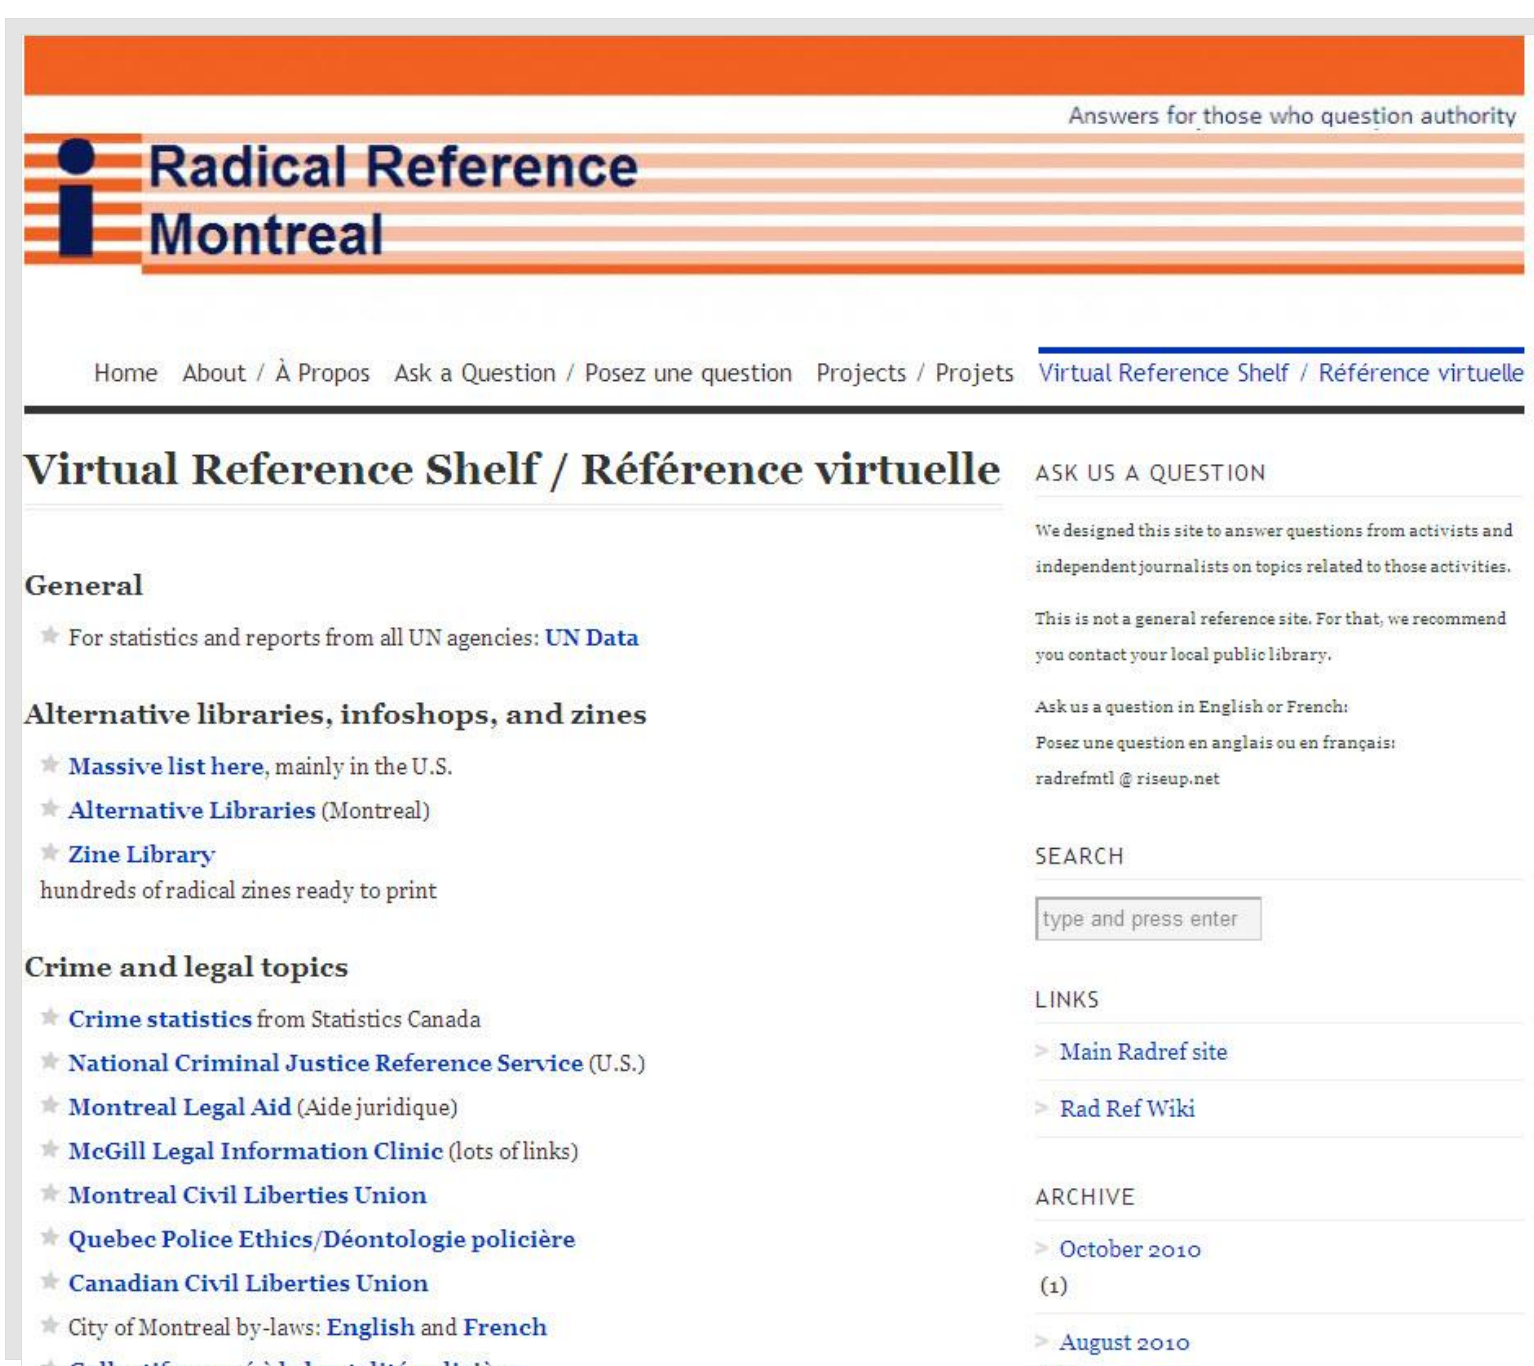 Answers for those who question authority
Radical Reference
Montreal
Home About / À Propos Ask a Question / Posez une question Projects / Projets Virtual Reference Shelf / Référence virtuelle
Virtual Reference Shelf / Référence virtuelle
General
For statistics and reports from all UN agencies: UN Data
Alternative libraries, infoshops, and zines
Massive list here, mainly in the U.S.
Alternative Libraries (Montreal)
Zine Library
hundreds of radical zines ready to print
Crime and legal topics
Crime statistics from Statistics Canada
National Criminal Justice Reference Service (U.S.)
Montreal Legal Aid (Aide juridique)
McGill Legal Information Clinic (lots of links)
Montreal Civil Liberties Union
Quebec Police Ethics/Déontologie policière
Canadian Civil Liberties Union
City of Montreal by-laws: English and French
ASK US A QUESTION
We designed this site to answer questions from activists and
independent journalists on topics related to those activities.
This is not a general reference site. For that, we recommend
you contact your local public library.
Ask us a question in English or French:
Posez une question en anglais ou en français:
radrefmtl @ riseup.net
SEARCH
type and press enter
LINKS
> Main Radref site
> Rad Ref Wiki
ARCHIVE
> October 2010
(1)
> August 2010